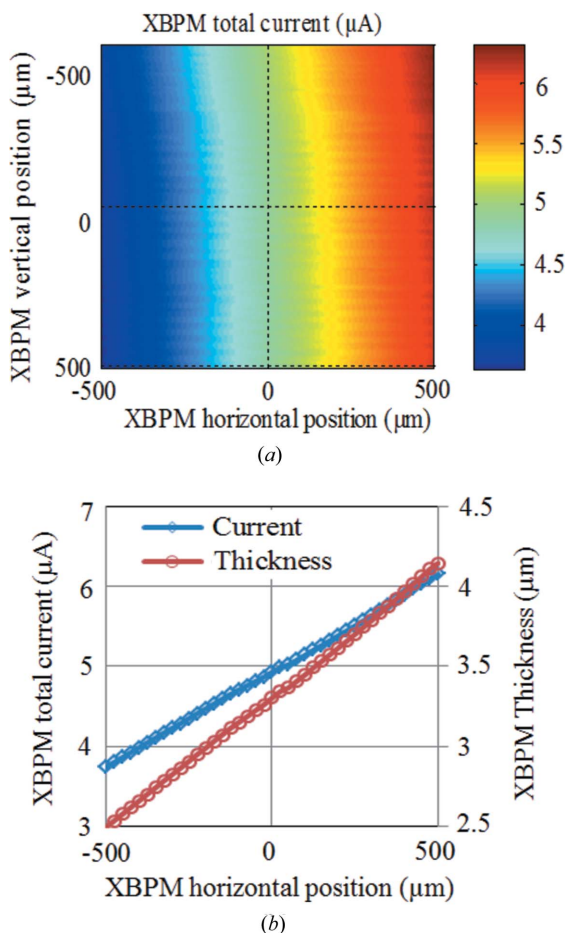 XBPM total current (µA)
XBPM vertical position (µm)
-500
0
500
-500
0
500
XBPM horizontal position (µm)
6
5.5
5
4.5
4
(a)
XBPM total current (µA)
7
6
5
4
3
Current
Thickness
4.5
4
3.5
3
2.5
XBPM Thickness (µm)
-500
0
500
XBPM horizontal position (µm)
(b)